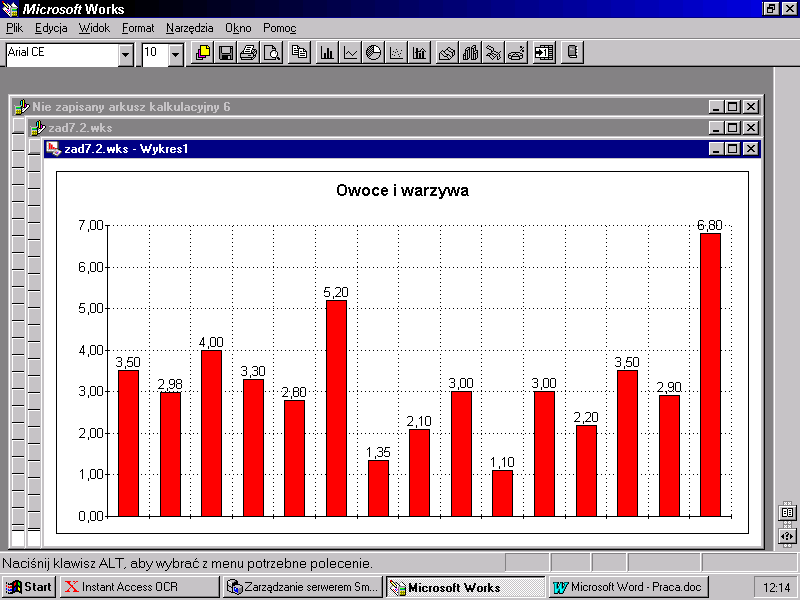 Microsoft Works
Plik Edycja Widok Format Narzędzia Okno Pomoc
Arial CE 10
Nie zapisany arkusz kalkulacyjny 6
zad7.2.wks
zad7.2.wks - Wykres1
Owoce i warzywa
7,00
6,00
5,00
4,00
3,00
2,00
1,00
0,00
3,50
2,98
4,00
3,30
2,80
5,20
1,35
2,10
3,00
1,10
3,00
2,20
3,50
2,90
6,80
Naciśnij klawisz ALT, aby wybrać z menu potrzebne polecenie.
Start Instant Access OCR Zarządzanie serwerem Sm... Microsoft Works Microsoft Word - Praca.doc 12:14